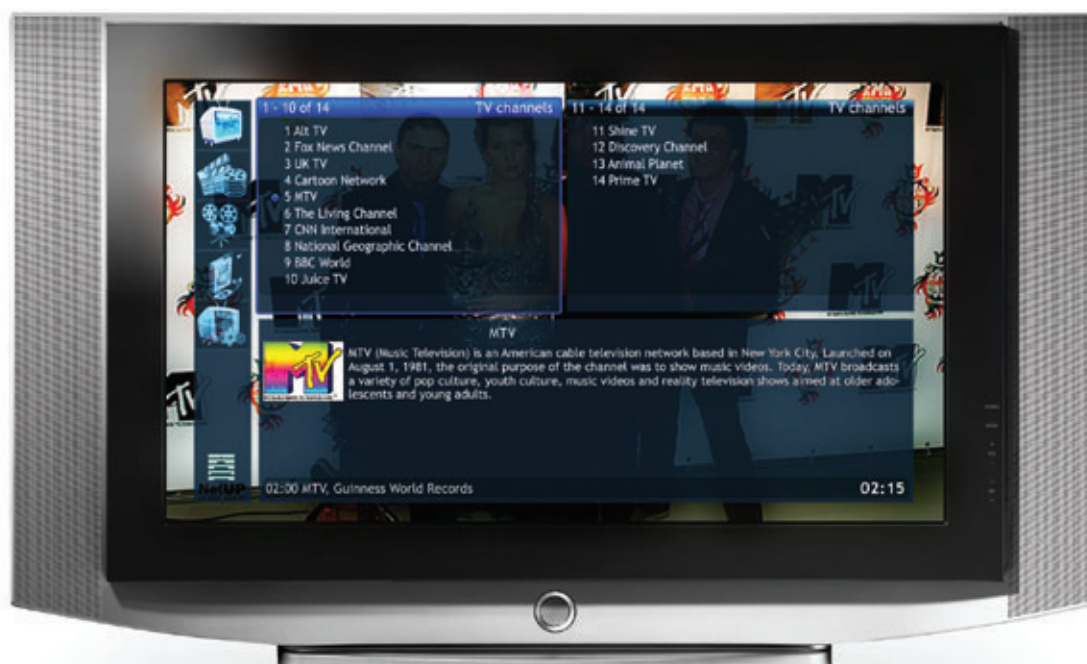 1 - 10 of 14 TV channels
1 Alt TV
2 Fox News Channel
3 UK TV
4 Cartoon Network
5 MTV
6 The Living Channel
7 CNN International
8 National Geographic Channel
9 BBC World
10 Juice TV
11 - 14 of 14 TV channels
11 Shine TV
12 Discovery Channel
13 Animal Planet
14 Prime TV
MTV
MTV
MTV (Music Television) is an American cable television network based in New York City. Launched on
August 1, 1981, the original purpose of the channel was to show music videos. Today, MTV broadcasts
a variety of pop culture, youth culture, music videos and reality television shows aimed at older ado-
lescents and young adults.
NetUP
02:00 MTV, Guinness World Records
02:15